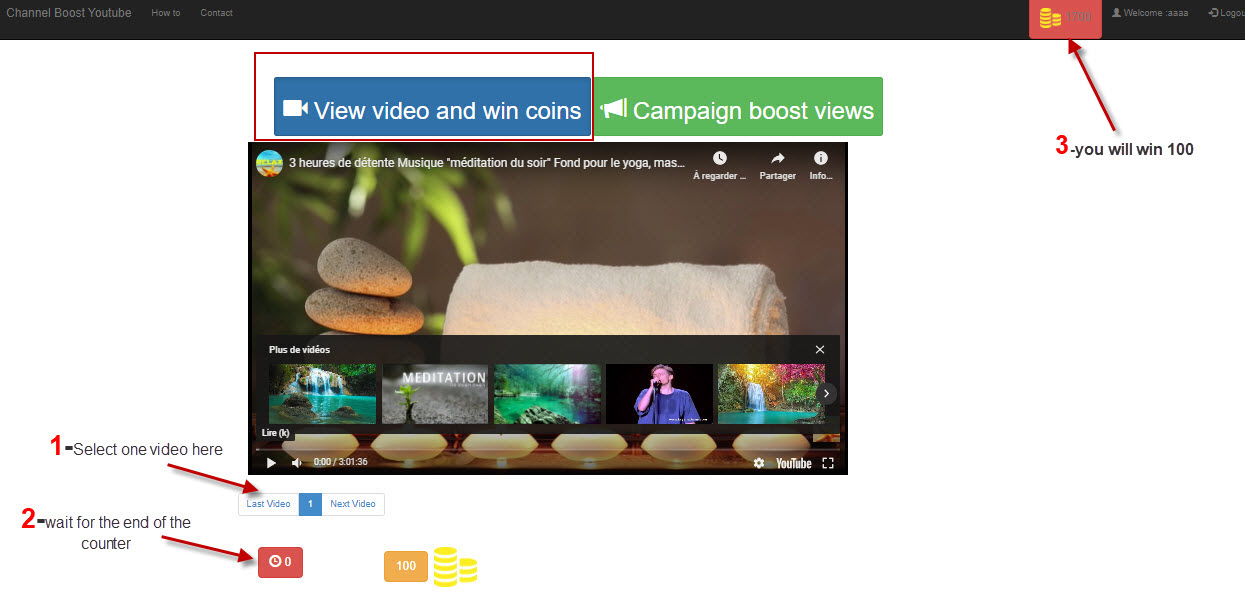 Channel Boost Youtube How to Contact
Welcome :aaaa Logou
View video and win coins Campaign boost views
3-you will win 100
3 heures de détente Musique "méditation du soir" Fond pour le yoga, mas...
À regarder ... Partager Info...
Plus de vidéos
MEDITATION
Lire (k)
0:00 / 3:01:36 YouTube
1-Select one video here
Last Video 1 Next Video
2-wait for the end of the
counter
0 100